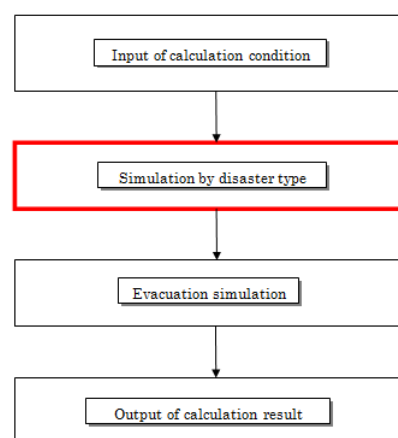 Input of calculation condition
Simulation by disaster type
Evacuation simulation
Output of calculation result